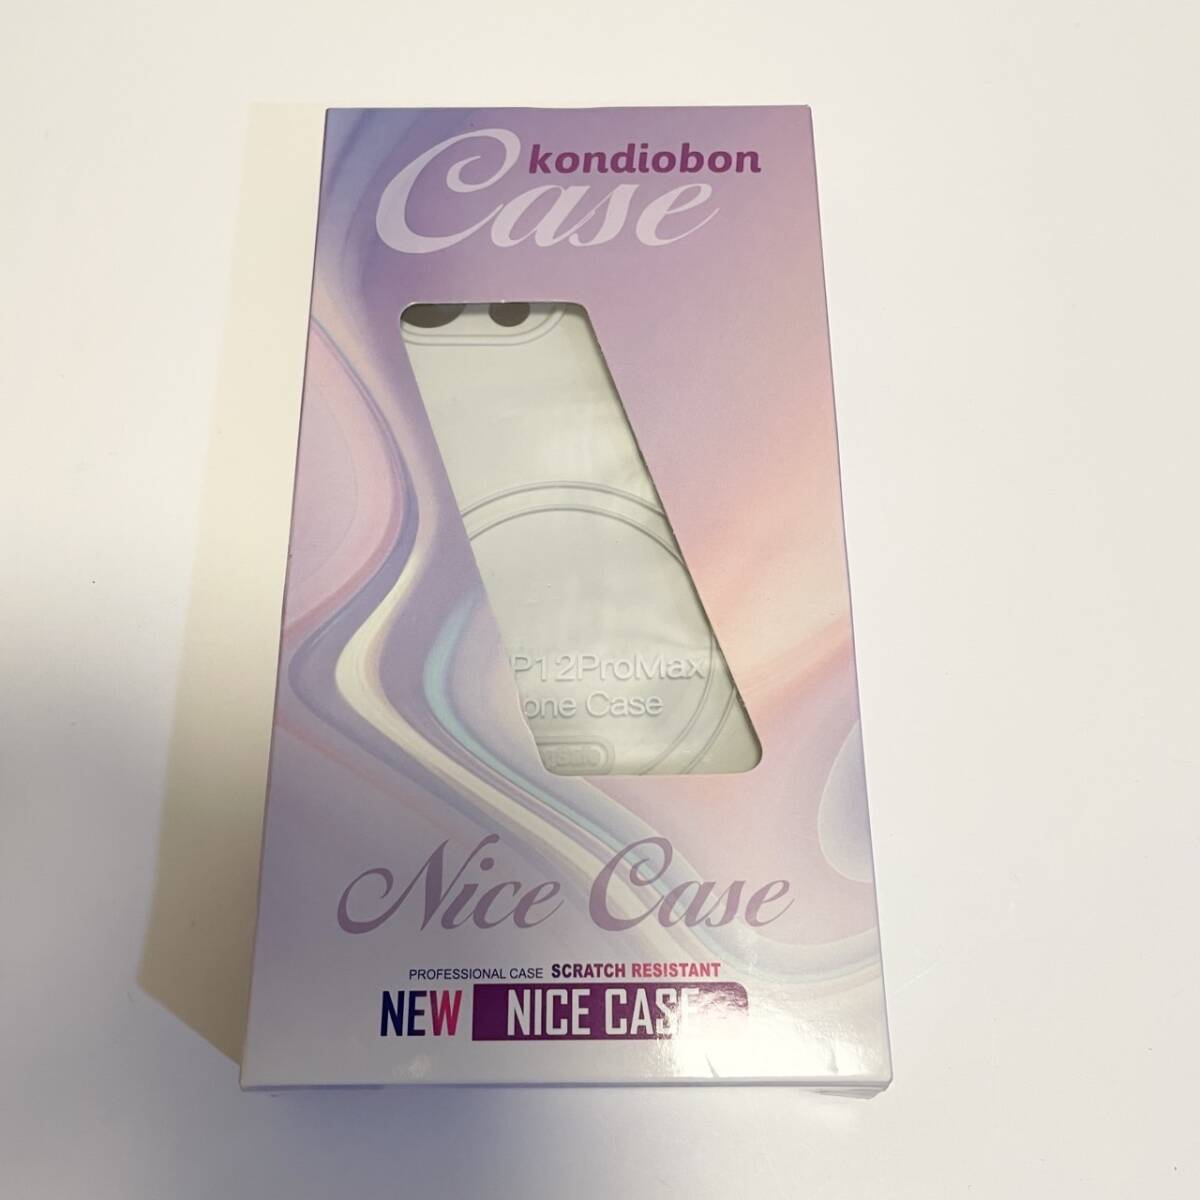 kondiobon
Case
P12ProMax
one Case
Nice Case
PROFESSIONAL CASE SCRATCH RESISTANT
NEW NICE CASE